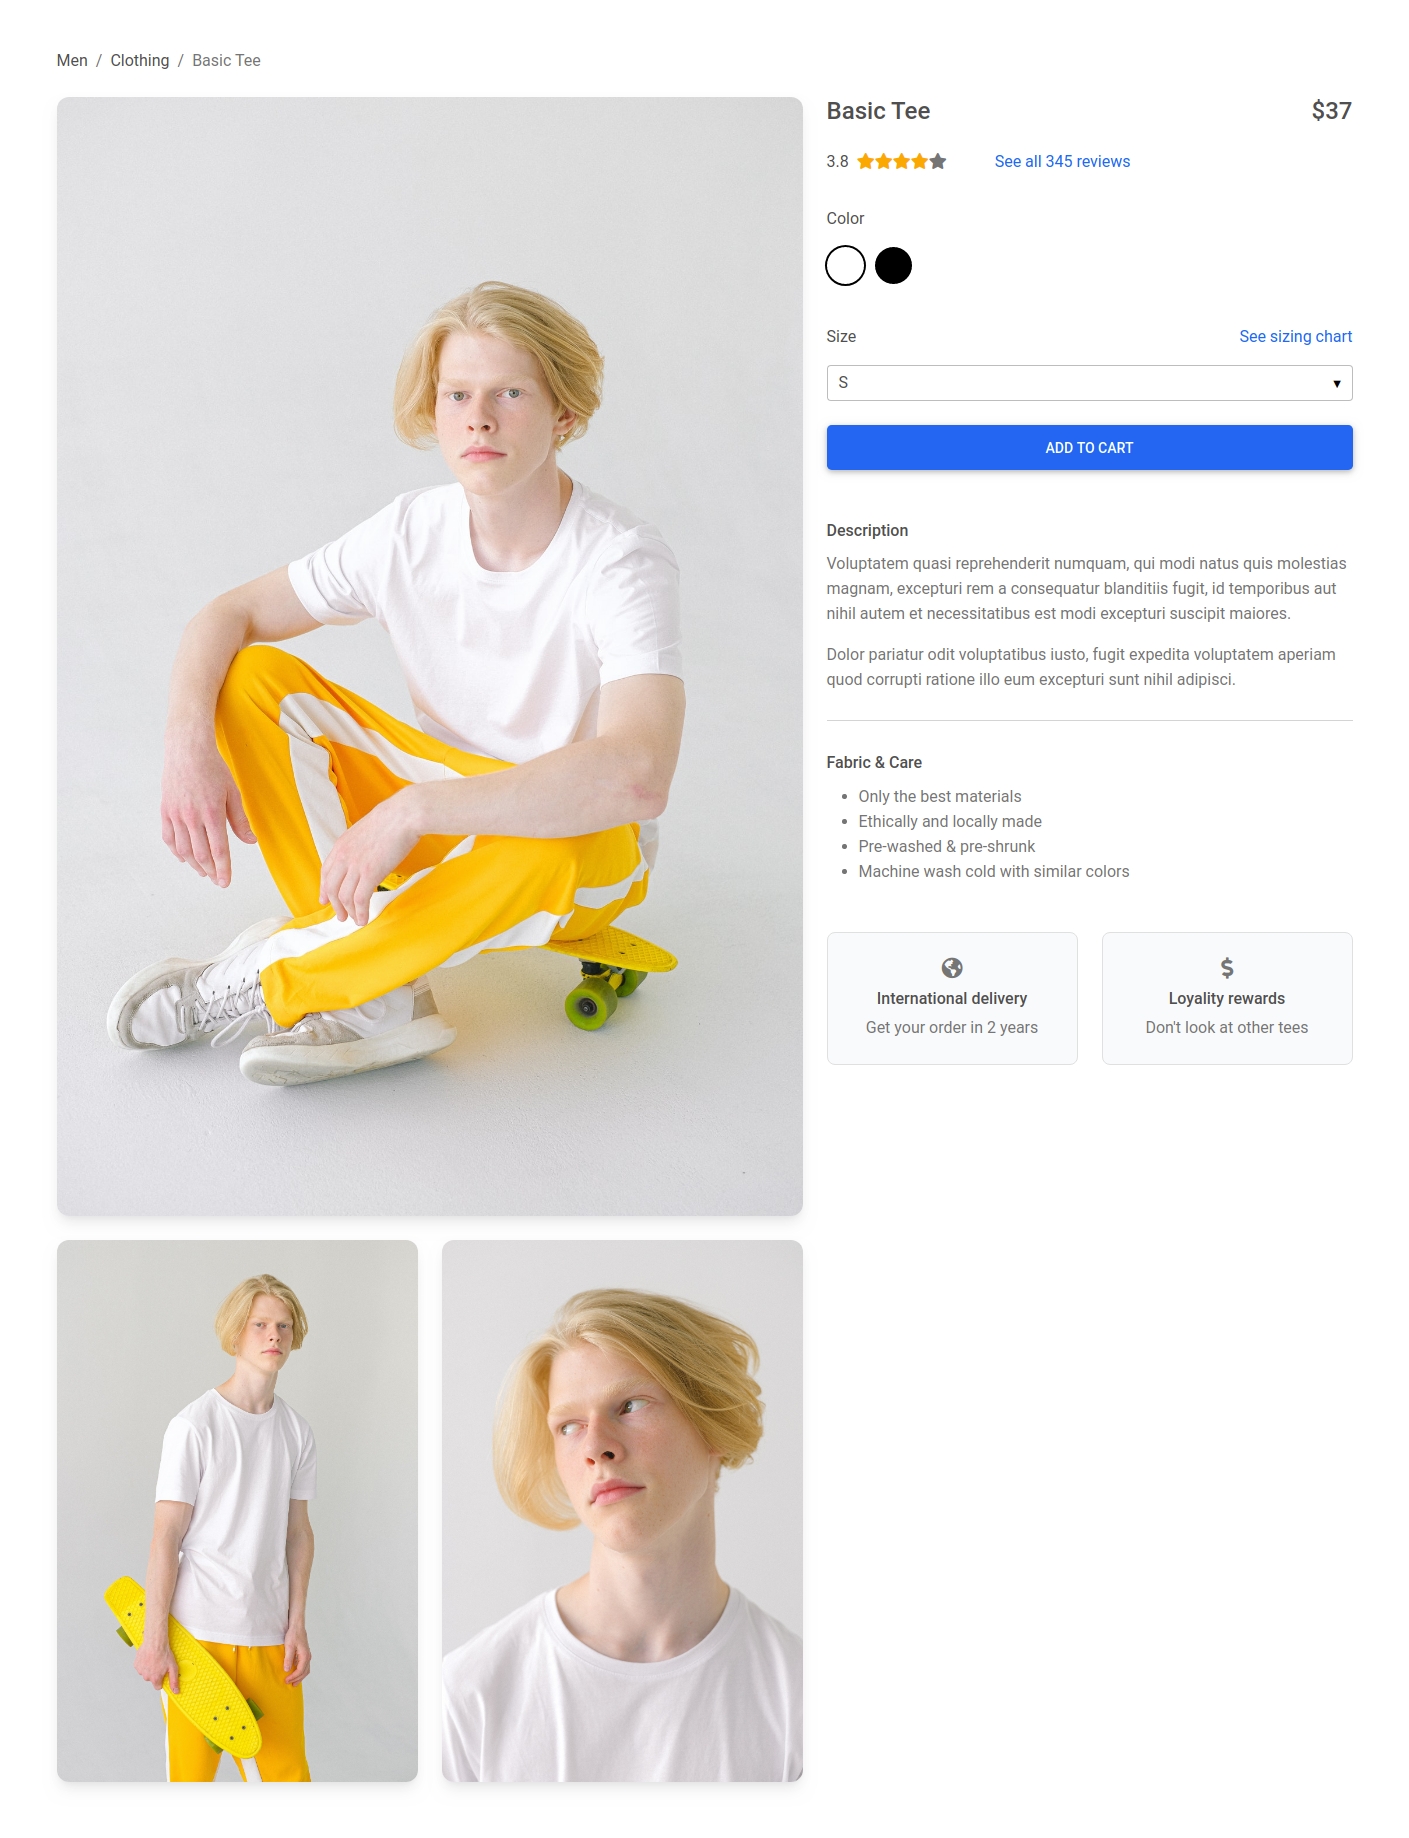 Men / Clothing / Basic Tee
Basic Tee
$37
3.8
See all 345 reviews
Color
Size
See sizing chart
S
ADD TO CART
Description
Voluptatem quasi reprehenderit numquam, qui modi natus quis molestias
magnam, excepturi rem a consequatur blanditiis fugit, id temporibus aut
nihil autem et necessitatibus est modi excepturi suscipit maiores.
Dolor pariatur odit voluptatibus iusto, fugit expedita voluptatem aperiam
quod corrupti ratione illo eum excepturi sunt nihil adipisci.
Fabric & Care
Only the best materials
Ethically and locally made
Pre-washed & pre-shrunk
Machine wash cold with similar colors
International delivery
Get your order in 2 years
Loyality rewards
Don't look at other tees